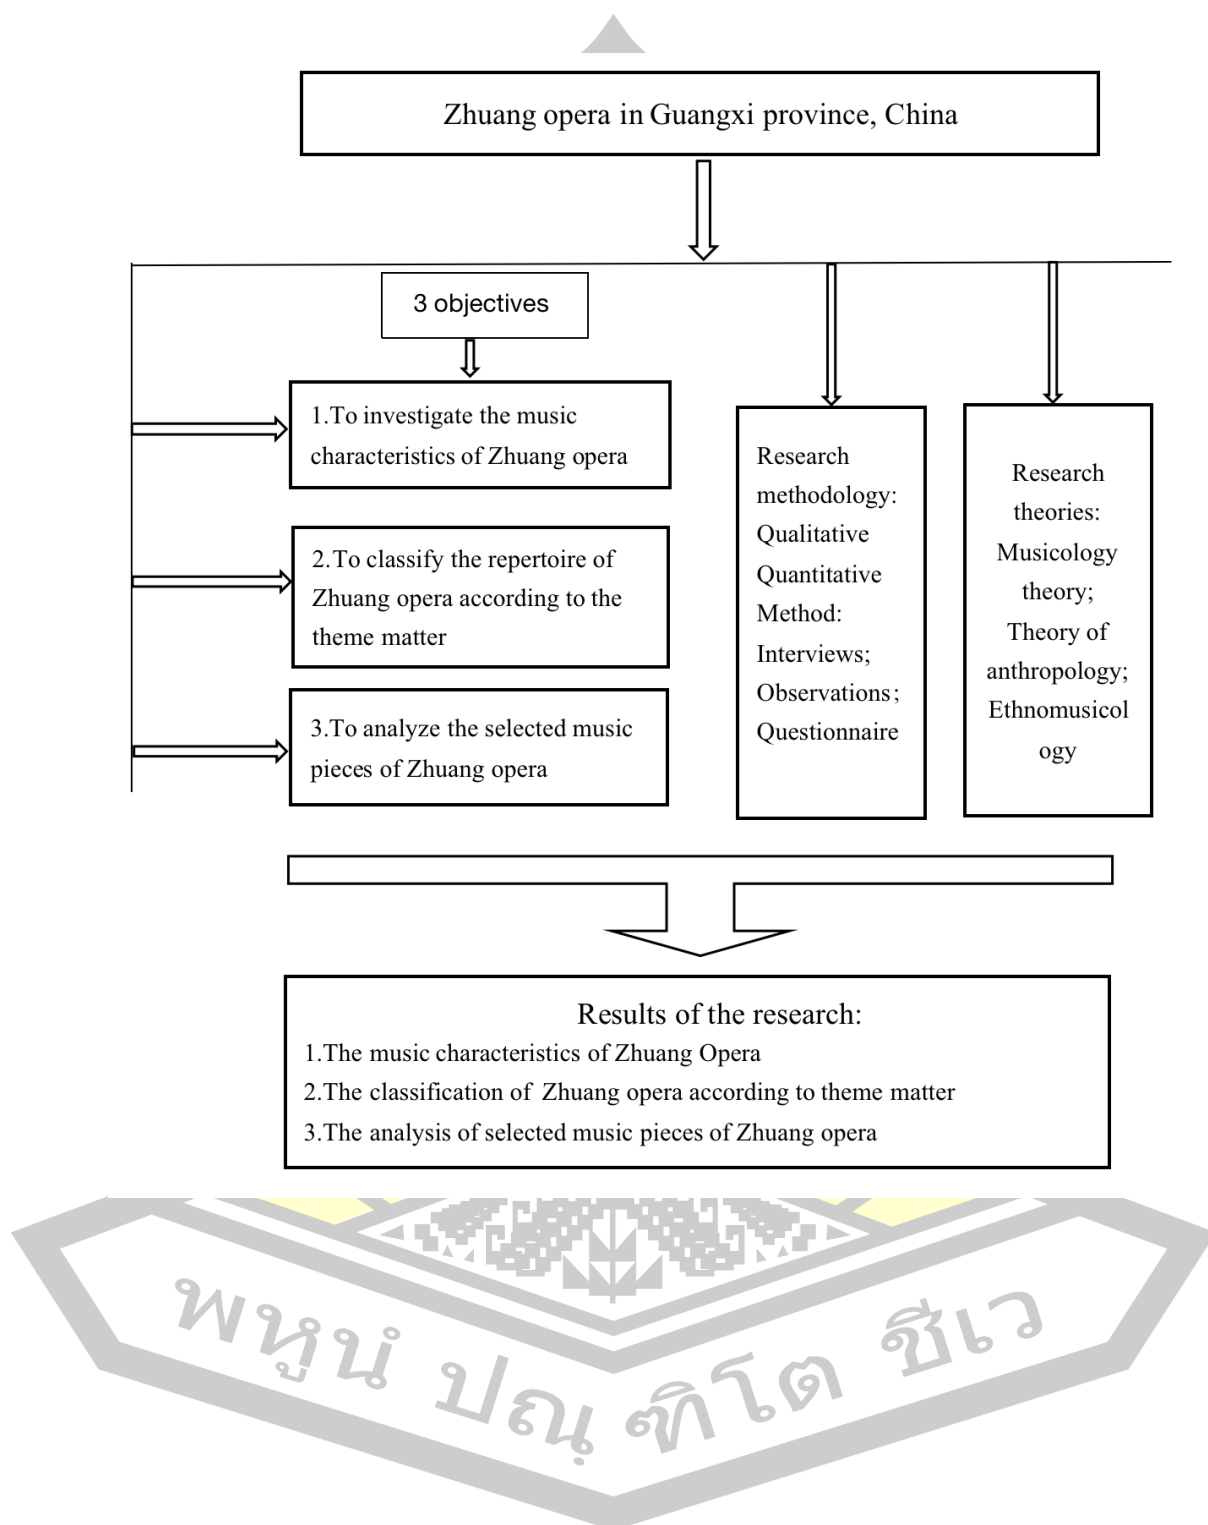 Zhuang opera in Guangxi province, China
3 objectives
1.To investigate the music
characteristics of Zhuang opera
2.To classify the repertoire of
Zhuang opera according to the
theme matter
3.To analyze the selected music
pieces of Zhuang opera
Research
methodology:
Qualitative
Quantitative
Method:
Interviews;
Observations;
Questionnaire
Research
theories:
Musicology
theory;
Theory of
anthropology;
Ethnomusicol
ogy
Results of the research:
1.The music characteristics of Zhuang Opera
2.The classification of Zhuang opera according to theme matter
3.The analysis of selected music pieces of Zhuang opera
พหูนํ ปณฺฑิโต ชีเว